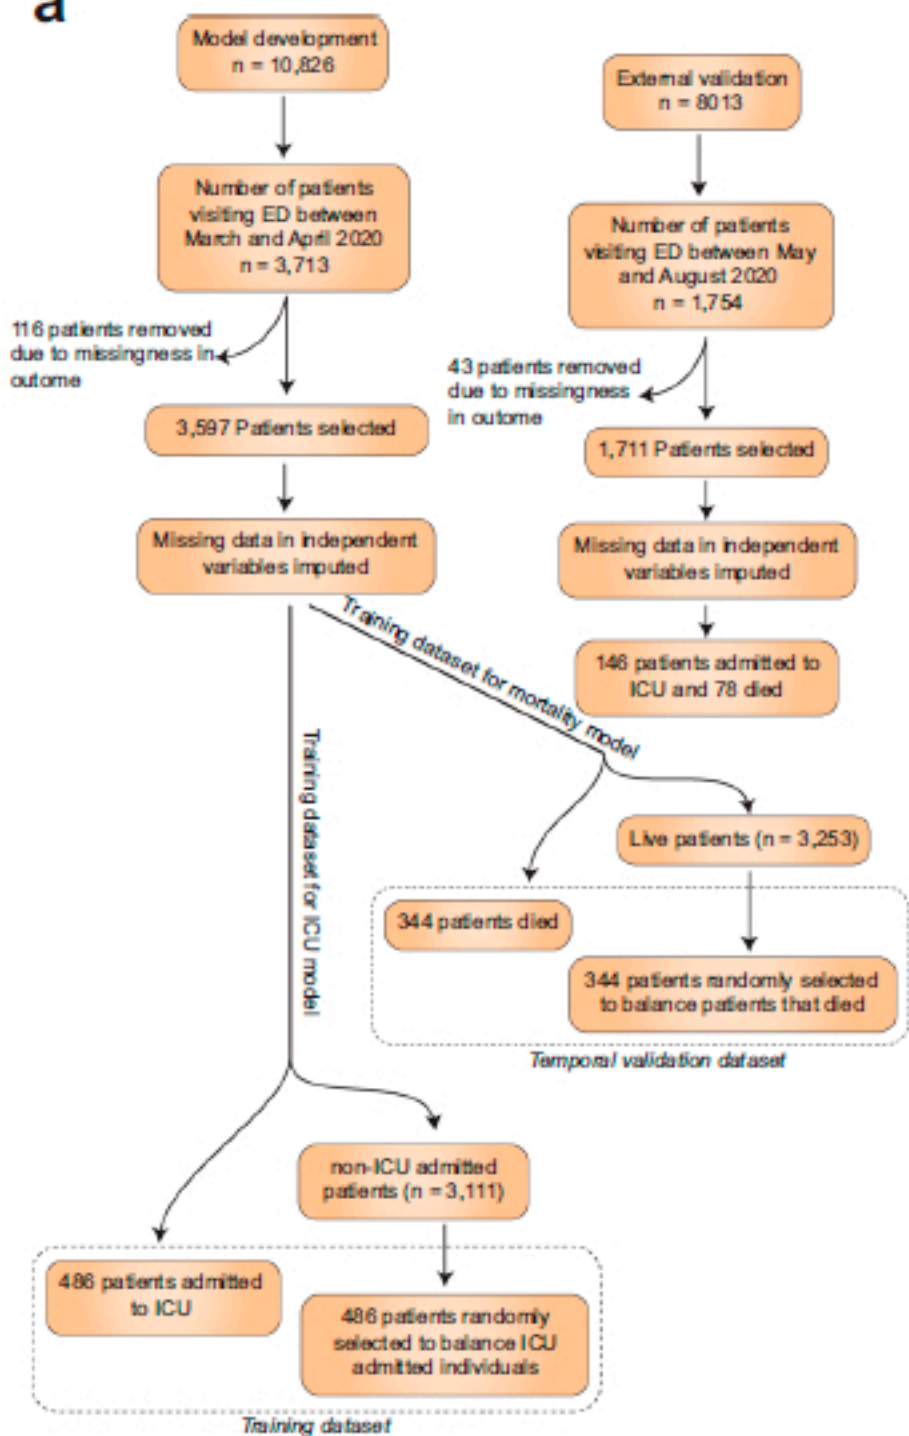 a
Model development
n = 10,826
Number of patients
visiting ED between
March and April 2020
n = 3,713
116 patients removed
due to missingness in
outome
3,597 Patients selected
Missing data in independent
variables imputed
External validation
n = 8013
Number of patients
visiting ED between May
and August 2020
n = 1,754
43 patients removed
due to missingness
in outcome
1,711 Patients selected
Missing data in independent
variables imputed
146 patients admitted to
ICU and 78 died
Training dataset for mortality model
Live patients (n = 3,253)
344 patients died
344 patients randomly selected
to balance patients that died
Temporal validation dataset
Training dataset for ICU model
non-ICU admitted
patients (n = 3,111)
486 patients admitted
to ICU
486 patients randomly
selected to balance ICU
admitted individuals
Training dataset